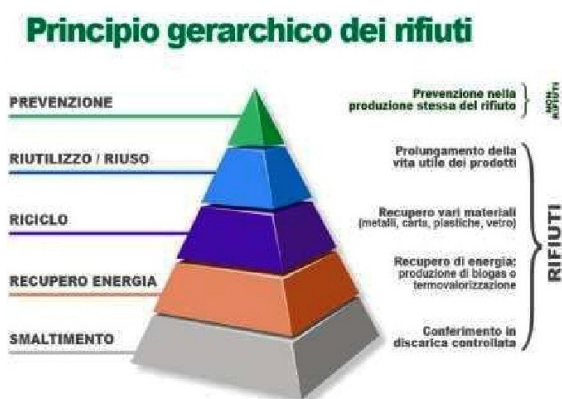 Principio gerarchico dei rifiuti
PREVENZIONE
Prevenzione nella
produzione stessa del rifiuto
NON
RIFIUTI
RIUTILIZZO / RIUSO
Prolungamento della
vita utile dei prodotti
RICICLO
Recupero vari materiali
(metalli, carta, plastiche, vetro)
RECUPERO ENERGIA
Recupero di energia:
produzione di biogas o
termovalorizzazione
SMALTIMENTO
Conferimento in
discarica controllata
RIFIUTI